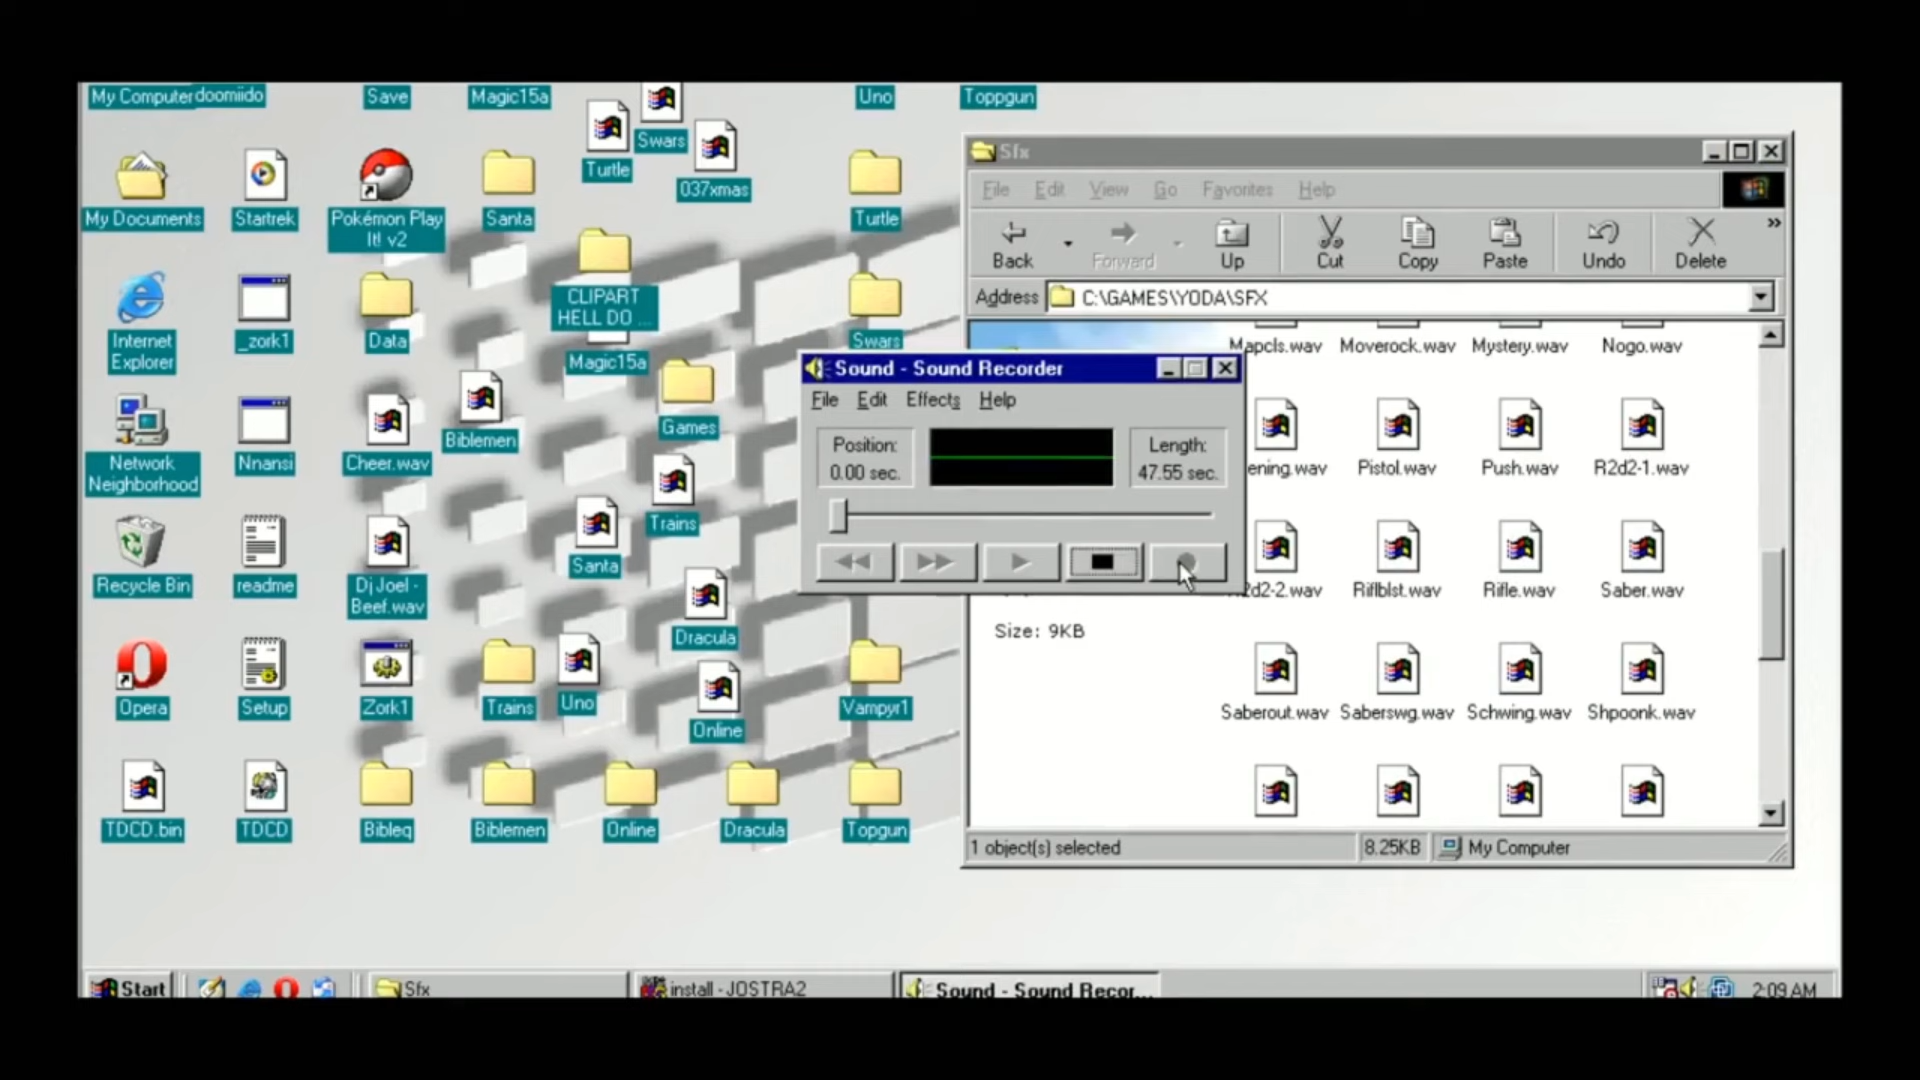 My Computer
doomiido
Save
Magic15a
Swars
Turtle
037xmas
Uno
Toppgun
My Documents
Startrek
Pokémon Play
It! v2
Santa
Turtle
Internet
Explorer
_zork1
Data
CLIPART
HELL DO ...
Magic15a
Swars
Network
Neighborhood
Nnansi
Cheer.wav
Biblemen
Games
Trains
Recycle Bin
readme
Dj Joel -
Beef.wav
Santa
Dracula
Opera
Setup
Zork1
Trains
Uno
Online
Vampyr1
TDCD.bin
TDCD
Bibleq
Biblemen
Online
Dracula
Topgun
Sfx
File Edit View Go Favorites Help
Back Forward Up Cut Copy Paste Undo Delete »
Address C:\GAMES\YODA\SFX
Mapcls.wav Moverock.wav Mystery.wav Nogo.wav
ening.wav Pistol.wav Push.wav R2d2-1.wav
2d2-2.wav Riflblst.wav Rifle.wav Saber.wav
Size: 9KB
Saberout.wav Saberswg.wav Schwing.wav Shpoonk.wav
1 object(s) selected 8.25KB My Computer
Sound - Sound Recorder
File Edit Effects Help
Position:
0.00 sec.
Length:
47.55 sec.
Start
Sfx
install - JOSTRA2
Sound - Sound Recor...
2:09 AM